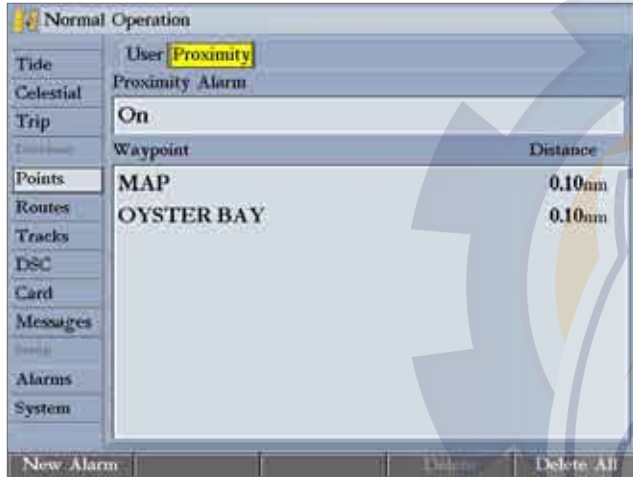 Normal Operation
User Proximity
Proximity Alarm
On
Waypoint Distance
MAP 0.10nm
OYSTER BAY 0.10nm
Tide
Celestial
Trip
Points
Routes
Tracks
DSC
Card
Messages
Alarms
System
New Alarm Delete Delete All